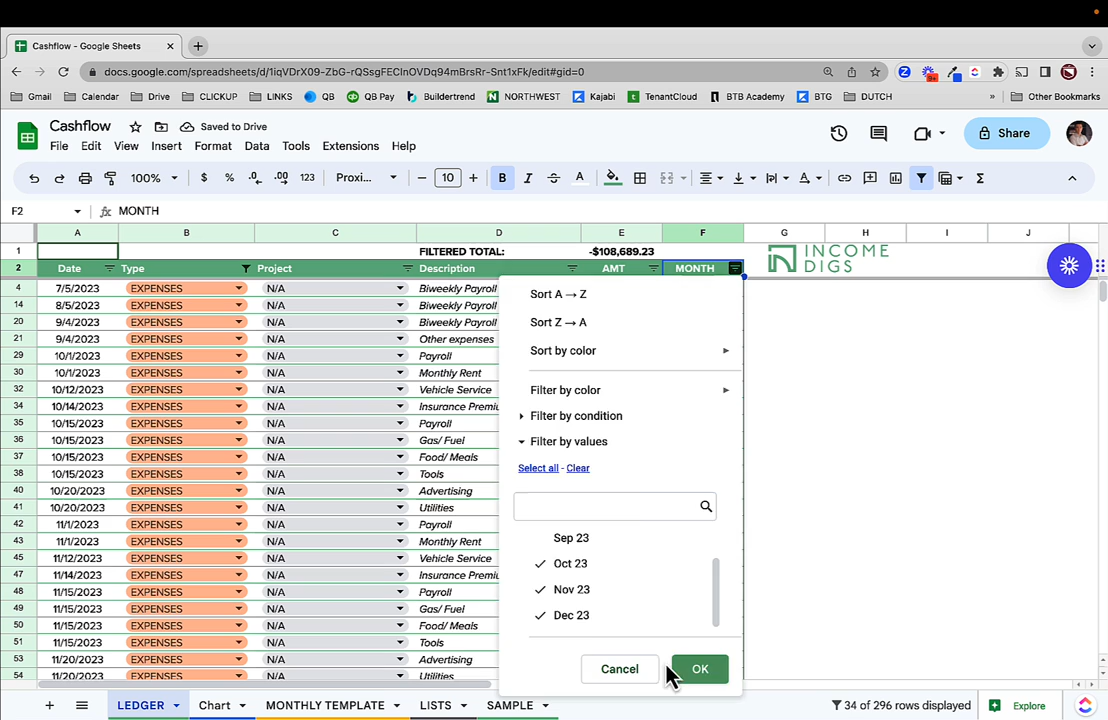 Cashflow - Google Sheets
docs.google.com/spreadsheets/d/1iqVDrX09-ZbG-rQSsgFEClnOVDq94mBrsRr-Snt1xFk/edit#gid=0
Gmail Calendar Drive CLICKUP LINKS QB QB Pay Buildertrend NORTHWEST Kajabi TenantCloud BTB Academy BTG DUTCH » Other Bookmarks
Cashflow Saved to Drive
File Edit View Insert Format Data Tools Extensions Help
Share
100% $ % .0 .00 123 Proxi... − 10 + B I S A
F2 fx MONTH
A B C D E F G H I J
1 FILTERED TOTAL: -$108,689.23 INCOME
DIGS
2 Date Type Project Description AMT MONTH
4 7/5/2023 EXPENSES N/A Biweekly Payroll
14 8/5/2023 EXPENSES N/A Biweekly Payroll
20 9/4/2023 EXPENSES N/A Biweekly Payroll
21 9/4/2023 EXPENSES N/A Other expenses
29 10/1/2023 EXPENSES N/A Payroll
30 10/1/2023 EXPENSES N/A Monthly Rent
32 10/12/2023 EXPENSES N/A Vehicle Service
34 10/14/2023 EXPENSES N/A Insurance Premiu
35 10/15/2023 EXPENSES N/A Payroll
36 10/15/2023 EXPENSES N/A Gas/ Fuel
37 10/15/2023 EXPENSES N/A Food/ Meals
38 10/15/2023 EXPENSES N/A Tools
40 10/20/2023 EXPENSES N/A Advertising
41 10/20/2023 EXPENSES N/A Utilities
42 11/1/2023 EXPENSES N/A Payroll
43 11/1/2023 EXPENSES N/A Monthly Rent
45 11/12/2023 EXPENSES N/A Vehicle Service
47 11/14/2023 EXPENSES N/A Insurance Premiu
48 11/15/2023 EXPENSES N/A Payroll
49 11/15/2023 EXPENSES N/A Gas/ Fuel
50 11/15/2023 EXPENSES N/A Food/ Meals
51 11/15/2023 EXPENSES N/A Tools
53 11/20/2023 EXPENSES N/A Advertising
54 11/20/2023 EXPENSES N/A Utilities
Sort A → Z
Sort Z → A
Sort by color
Filter by color
Filter by condition
Filter by values
Select all - Clear
Sep 23
Oct 23
Nov 23
Dec 23
Cancel OK
LEDGER Chart MONTHLY TEMPLATE LISTS SAMPLE 34 of 296 rows displayed Explore